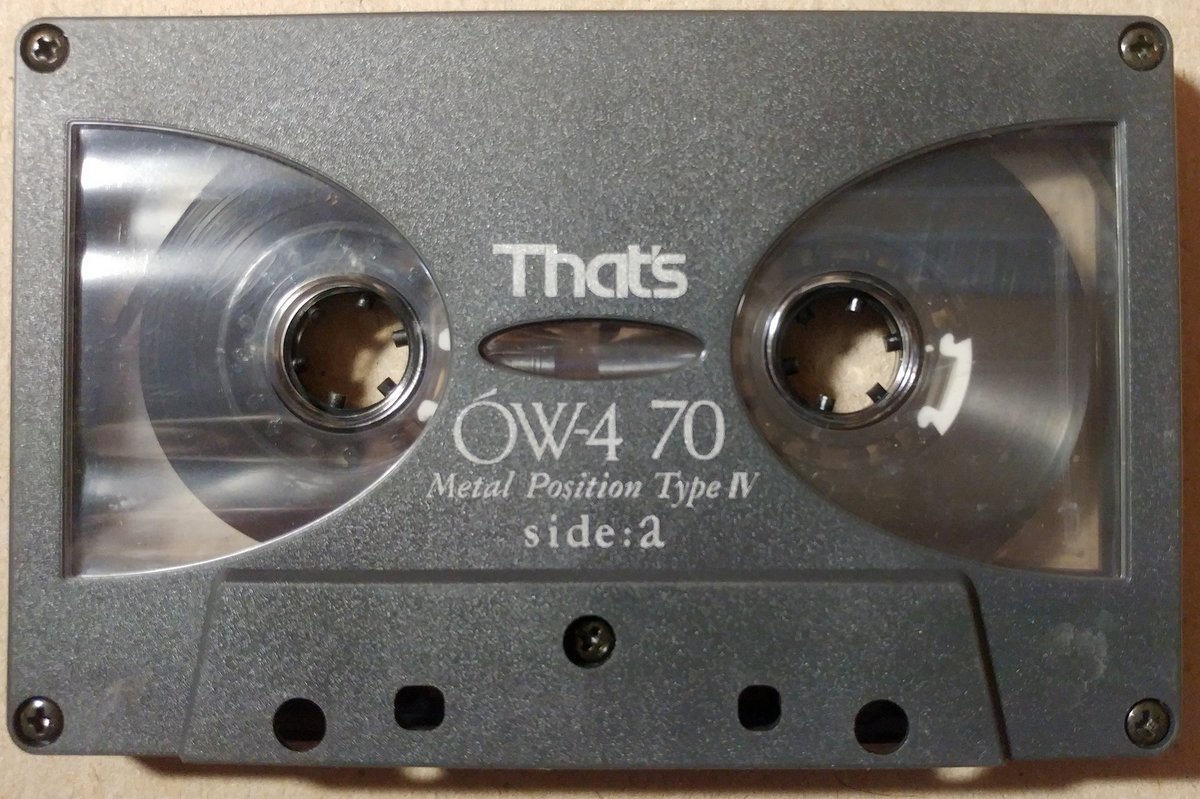 That's
ÓW-4 70
Metal Position Type IV
side:a